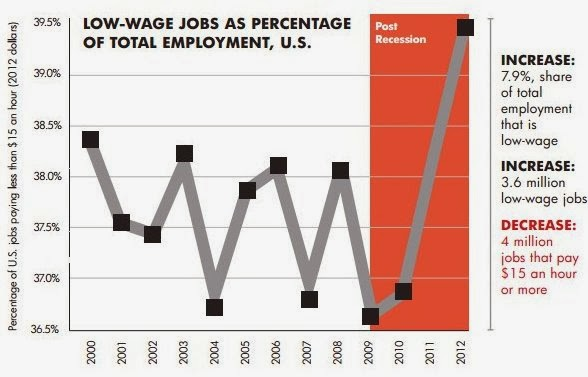 LOW-WAGE JOBS AS PERCENTAGE
OF TOTAL EMPLOYMENT, U.S.
Post
Recession
Percentage of U.S. jobs paying less than $15 an hour (2012 dollars)
39.5%
39.0%
38.5%
38.0%
37.5%
37.0%
36.5%
2000
2001
2002
2003
2004
2005
2006
2007
2008
2009
2010
2011
2012
INCREASE:
7.9%, share
of total
employment
that is
low-wage
INCREASE:
3.6 million
low-wage jobs
DECREASE:
4 million
jobs that pay
$15 an hour
or more